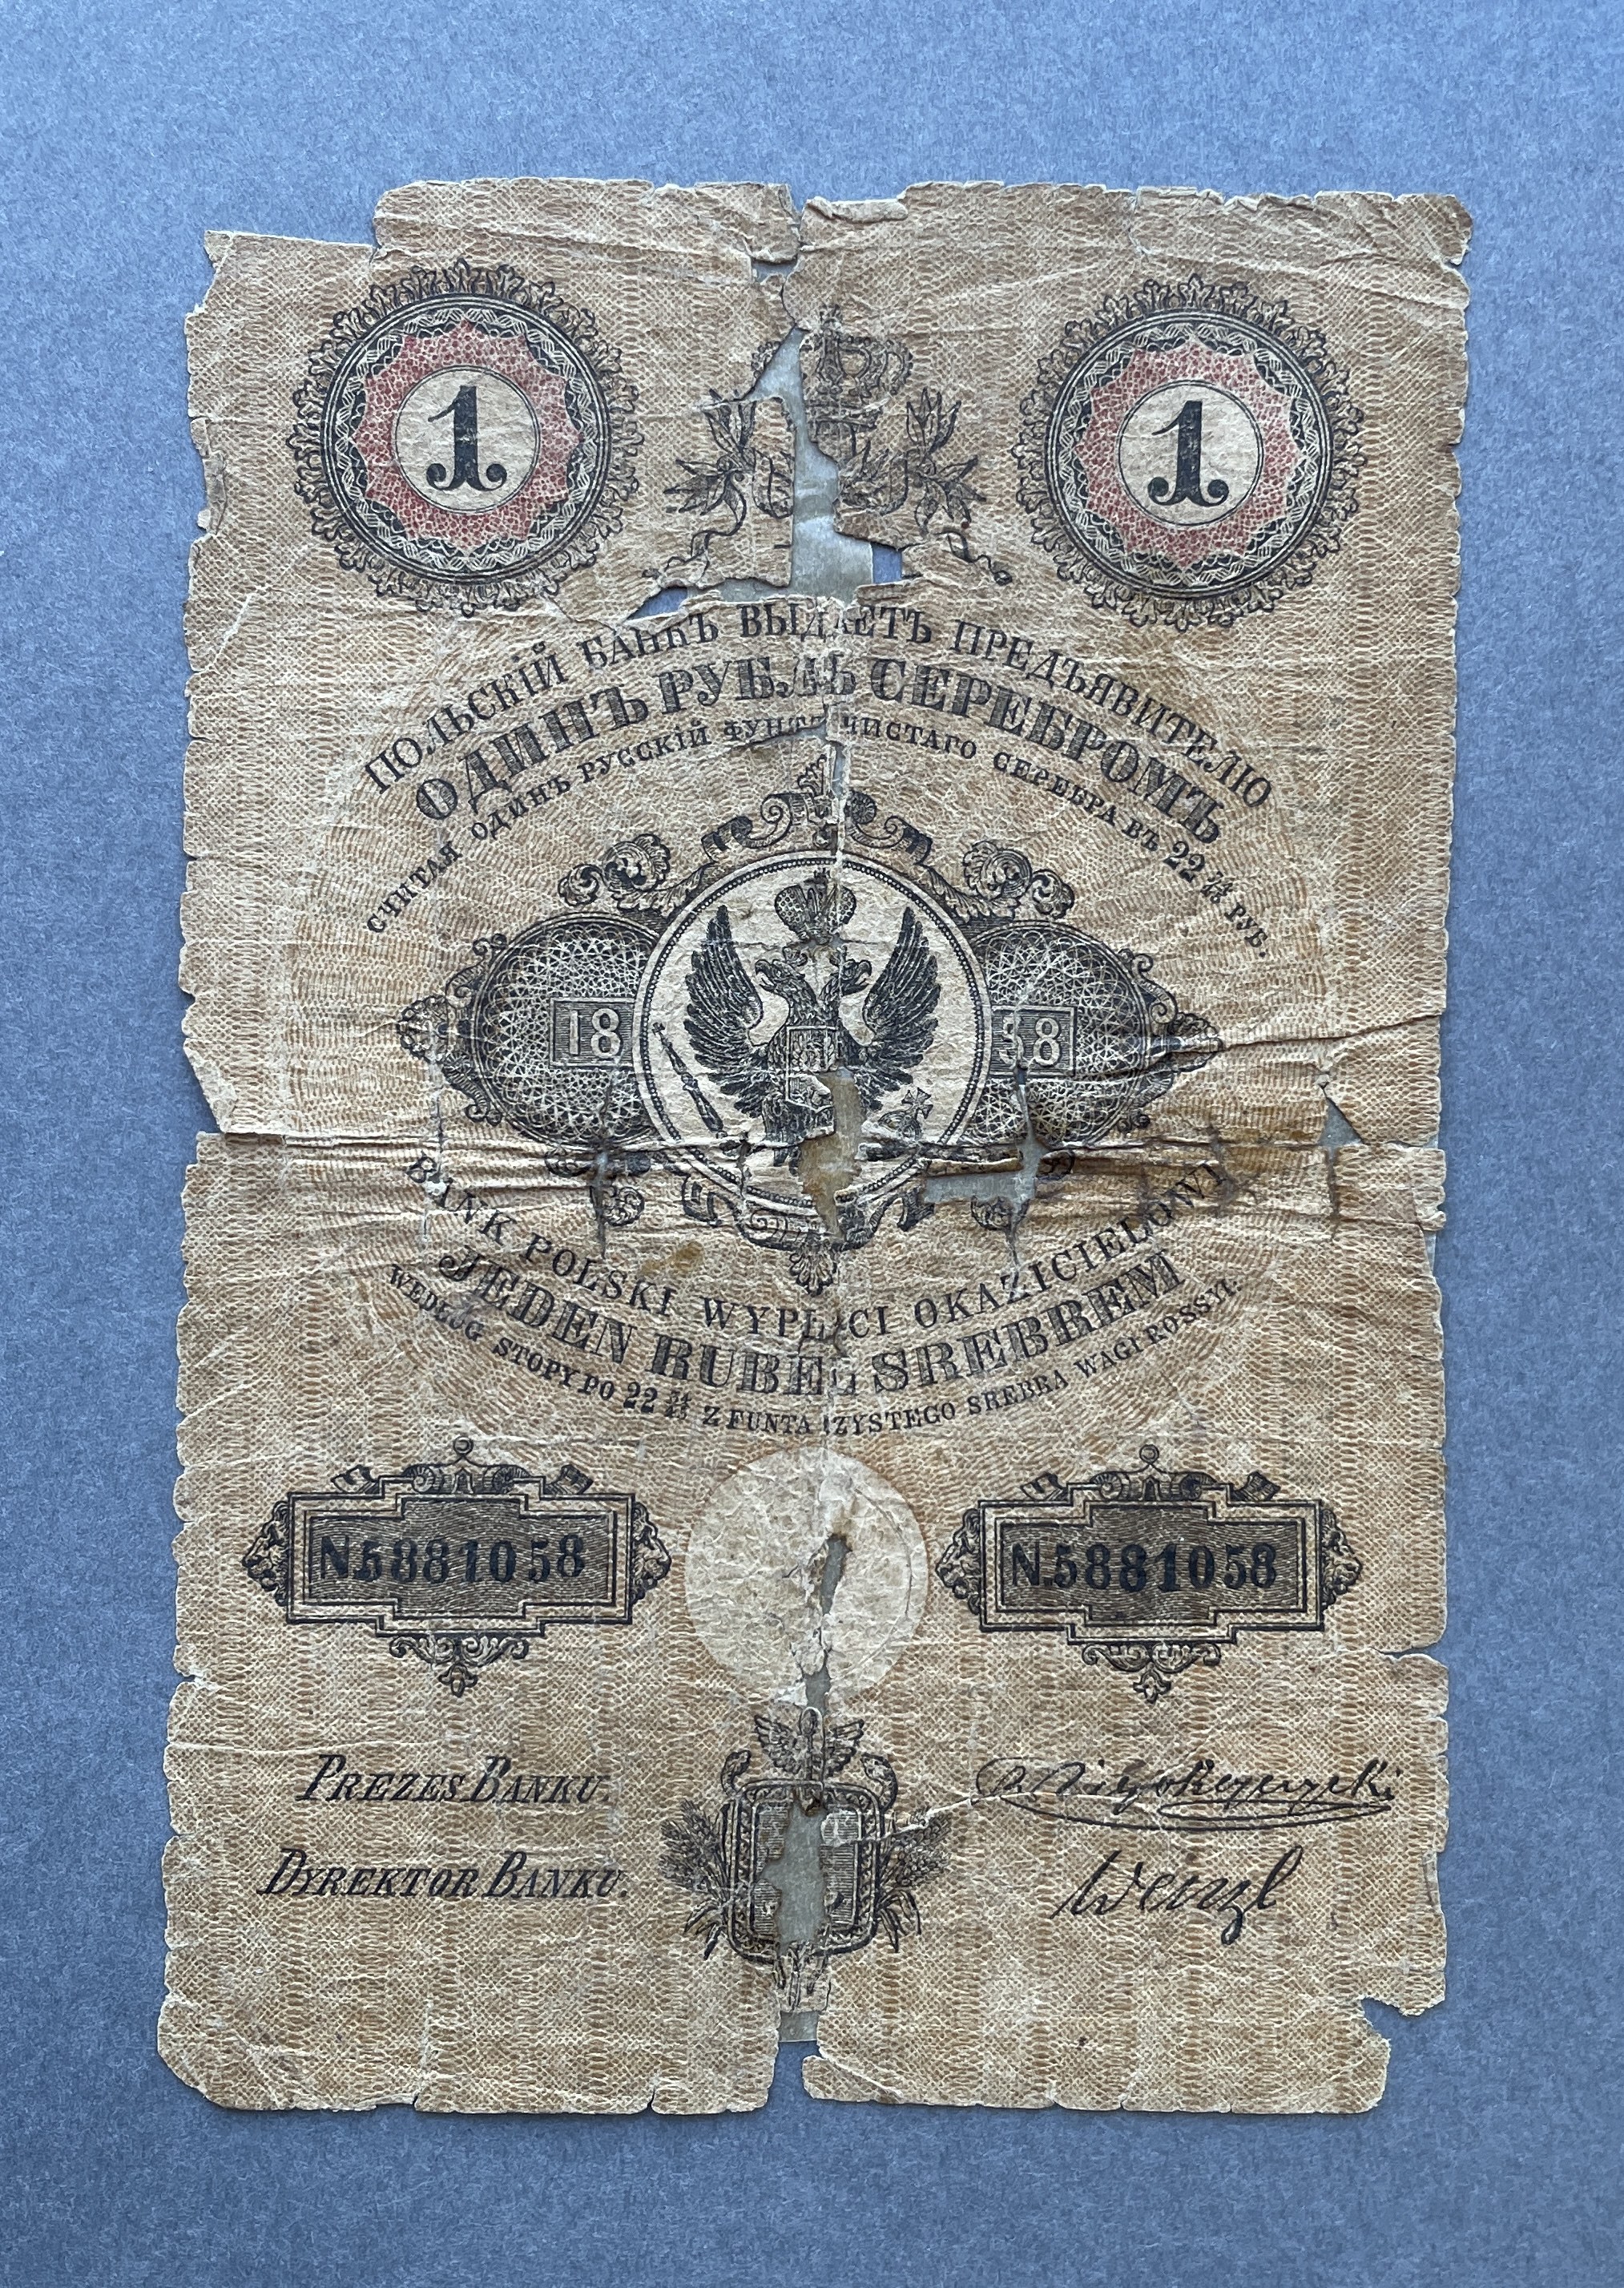 1 1
ПОЛЬСКІЙ БАНКЪ ВЫДАЕТЪ ПРЕДЪЯВИТЕЛЮ
ОДИНЪ РУБЛЬ СЕРЕБРОМЪ
СЧИТАЯ ОДИНЪ РУССКІЙ ФУНТЪ ЧИСТАГО СЕРЕБРА ВЪ 22 РУБ.
18 58
BANK POLSKI WYPŁACI OKAZICIELOWI
JEDEN RUBEL SREBREM
WEDŁUG STOPY PO 22 Z FUNTA CZYSTEGO SREBRA WAGI ROSSYI:
N.5881058 N.5881058
PREZES BANKU.
DYREKTOR BANKU. Wenzl